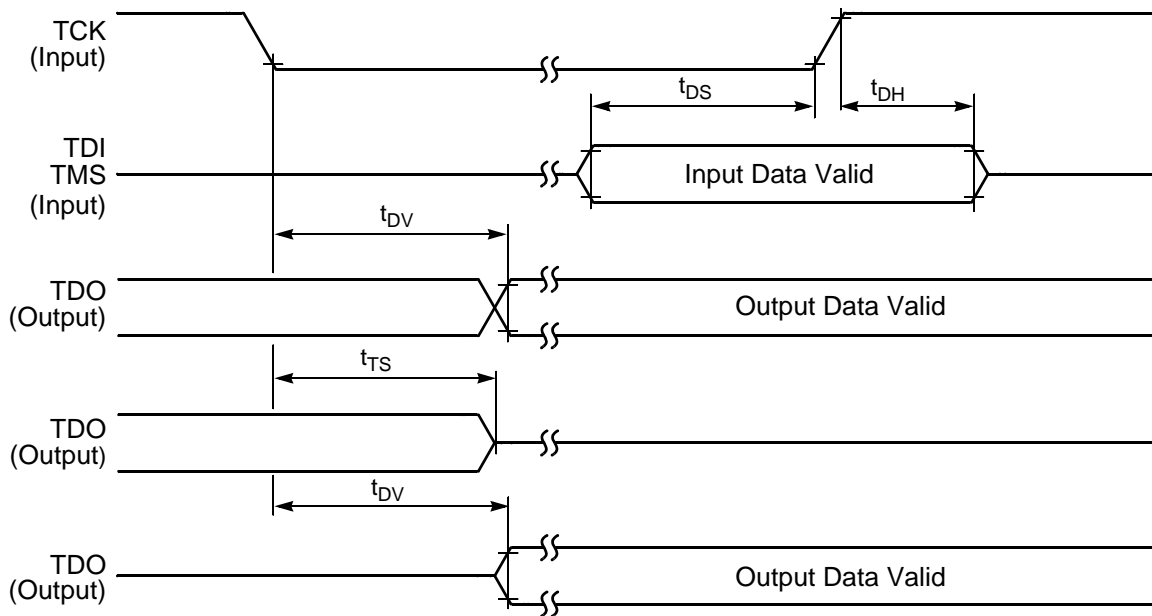 TCK
(Input)
tDS
tDH
TDI
TMS
(Input)
Input Data Valid
tDV
TDO
(Output)
Output Data Valid
tTS
TDO
(Output)
tDV
TDO
(Output)
Output Data Valid